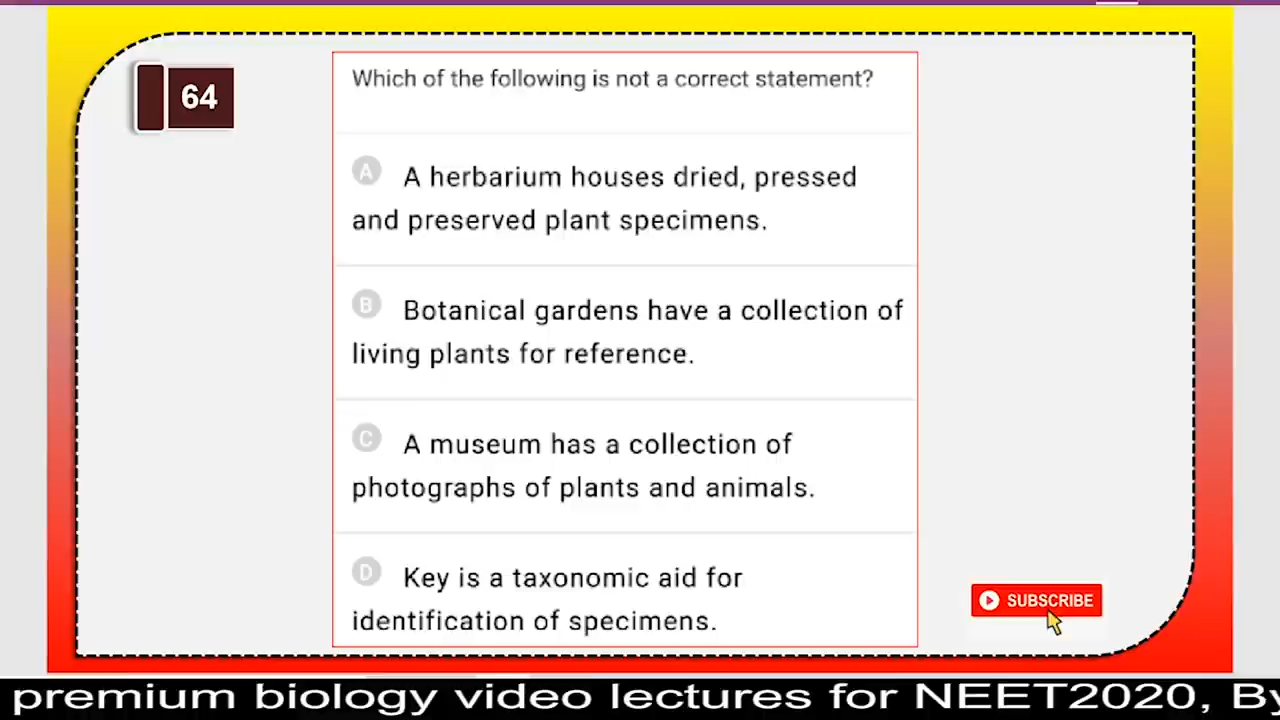 64
Which of the following is not a correct statement?
A A herbarium houses dried, pressed
and preserved plant specimens.
B Botanical gardens have a collection of
living plants for reference.
C A museum has a collection of
photographs of plants and animals.
D Key is a taxonomic aid for
identification of specimens.
SUBSCRIBE
premium biology video lectures for NEET2020, By